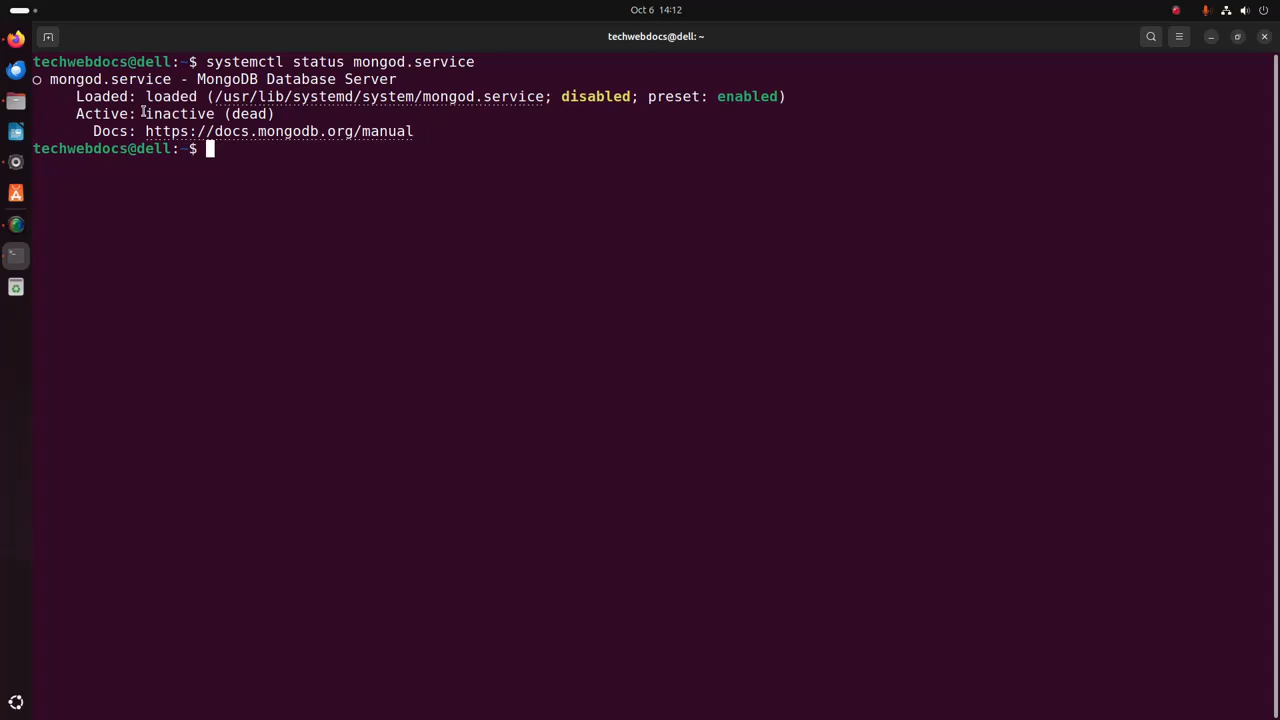 Oct 6 14:12
techwebdocs@dell: ~
techwebdocs@dell:~$ systemctl status mongod.service
○ mongod.service - MongoDB Database Server
     Loaded: loaded (/usr/lib/systemd/system/mongod.service; disabled; preset: enabled)
     Active: inactive (dead)
       Docs: https://docs.mongodb.org/manual
techwebdocs@dell:~$